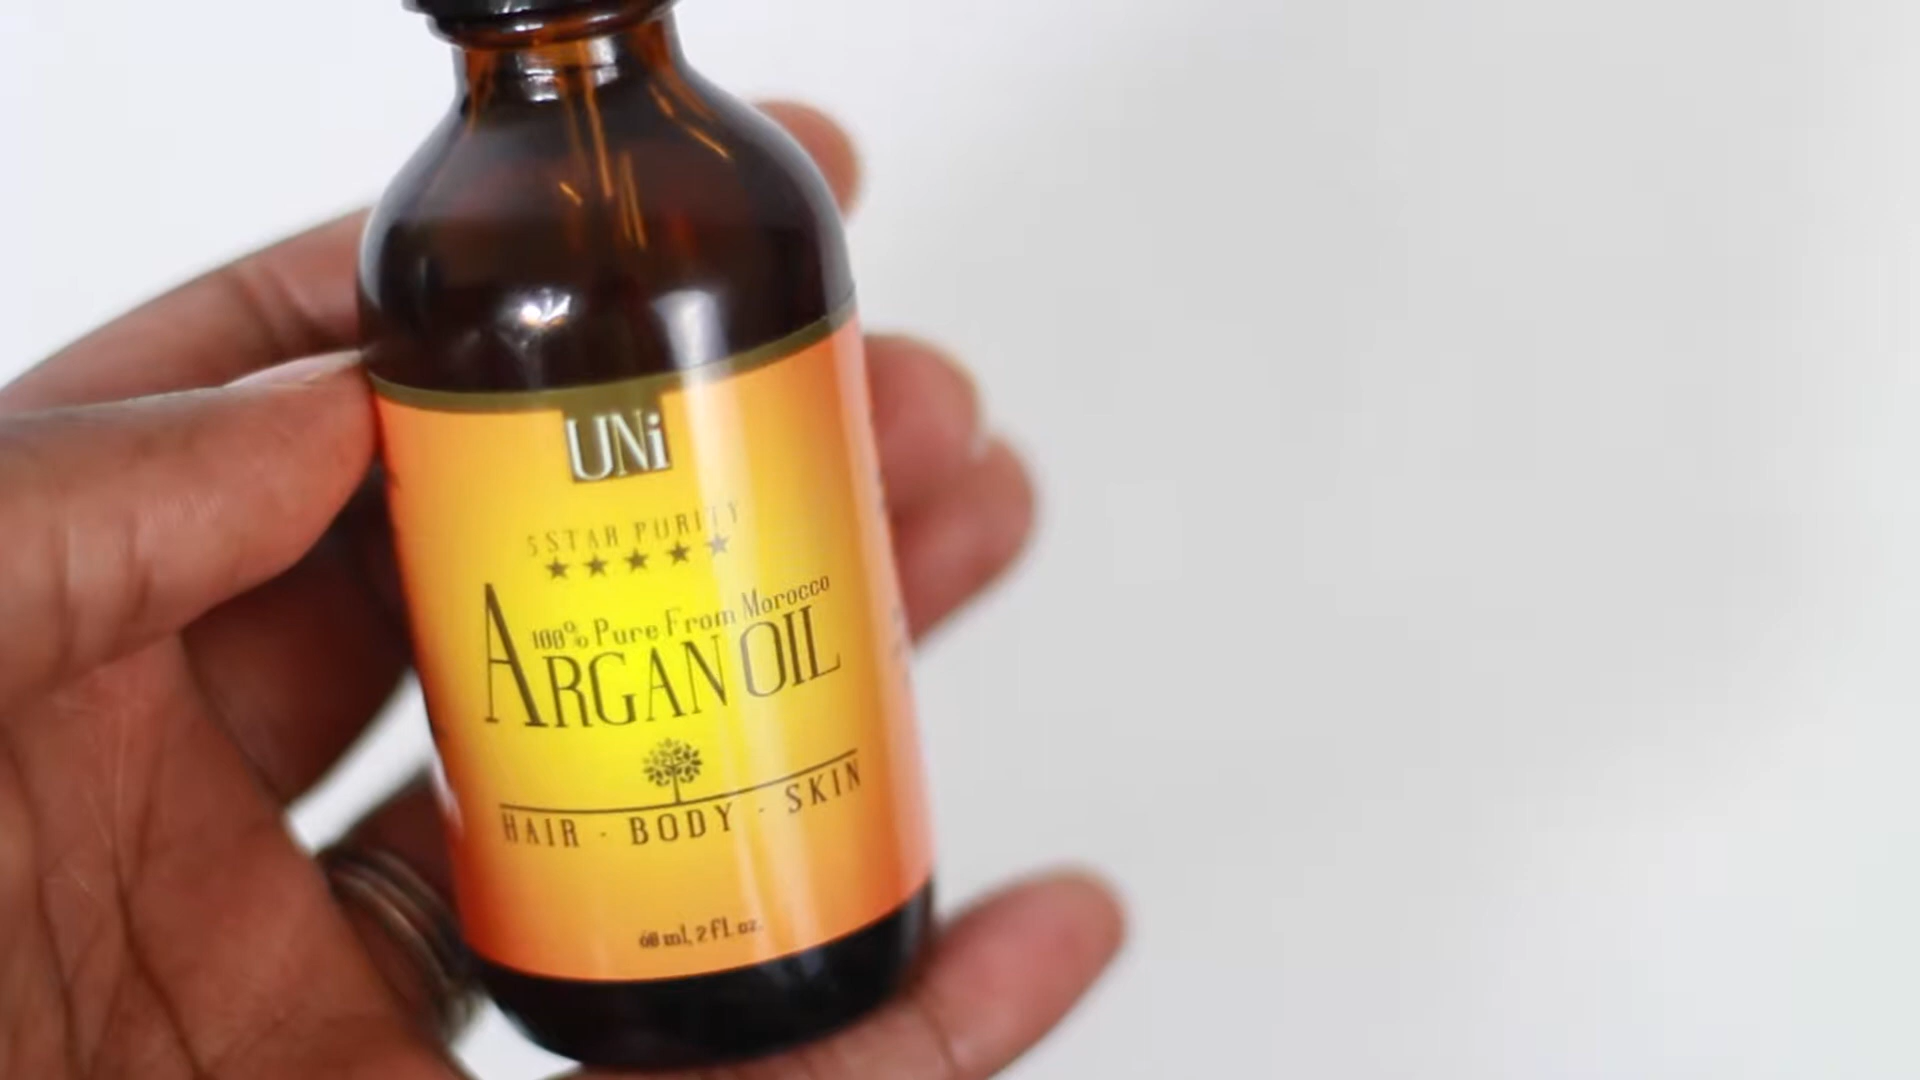 UNi
5 STAR PURITY
100% Pure From Morocco
ARGAN OIL
HAIR · BODY · SKIN
60 ml, 2 fl. oz.